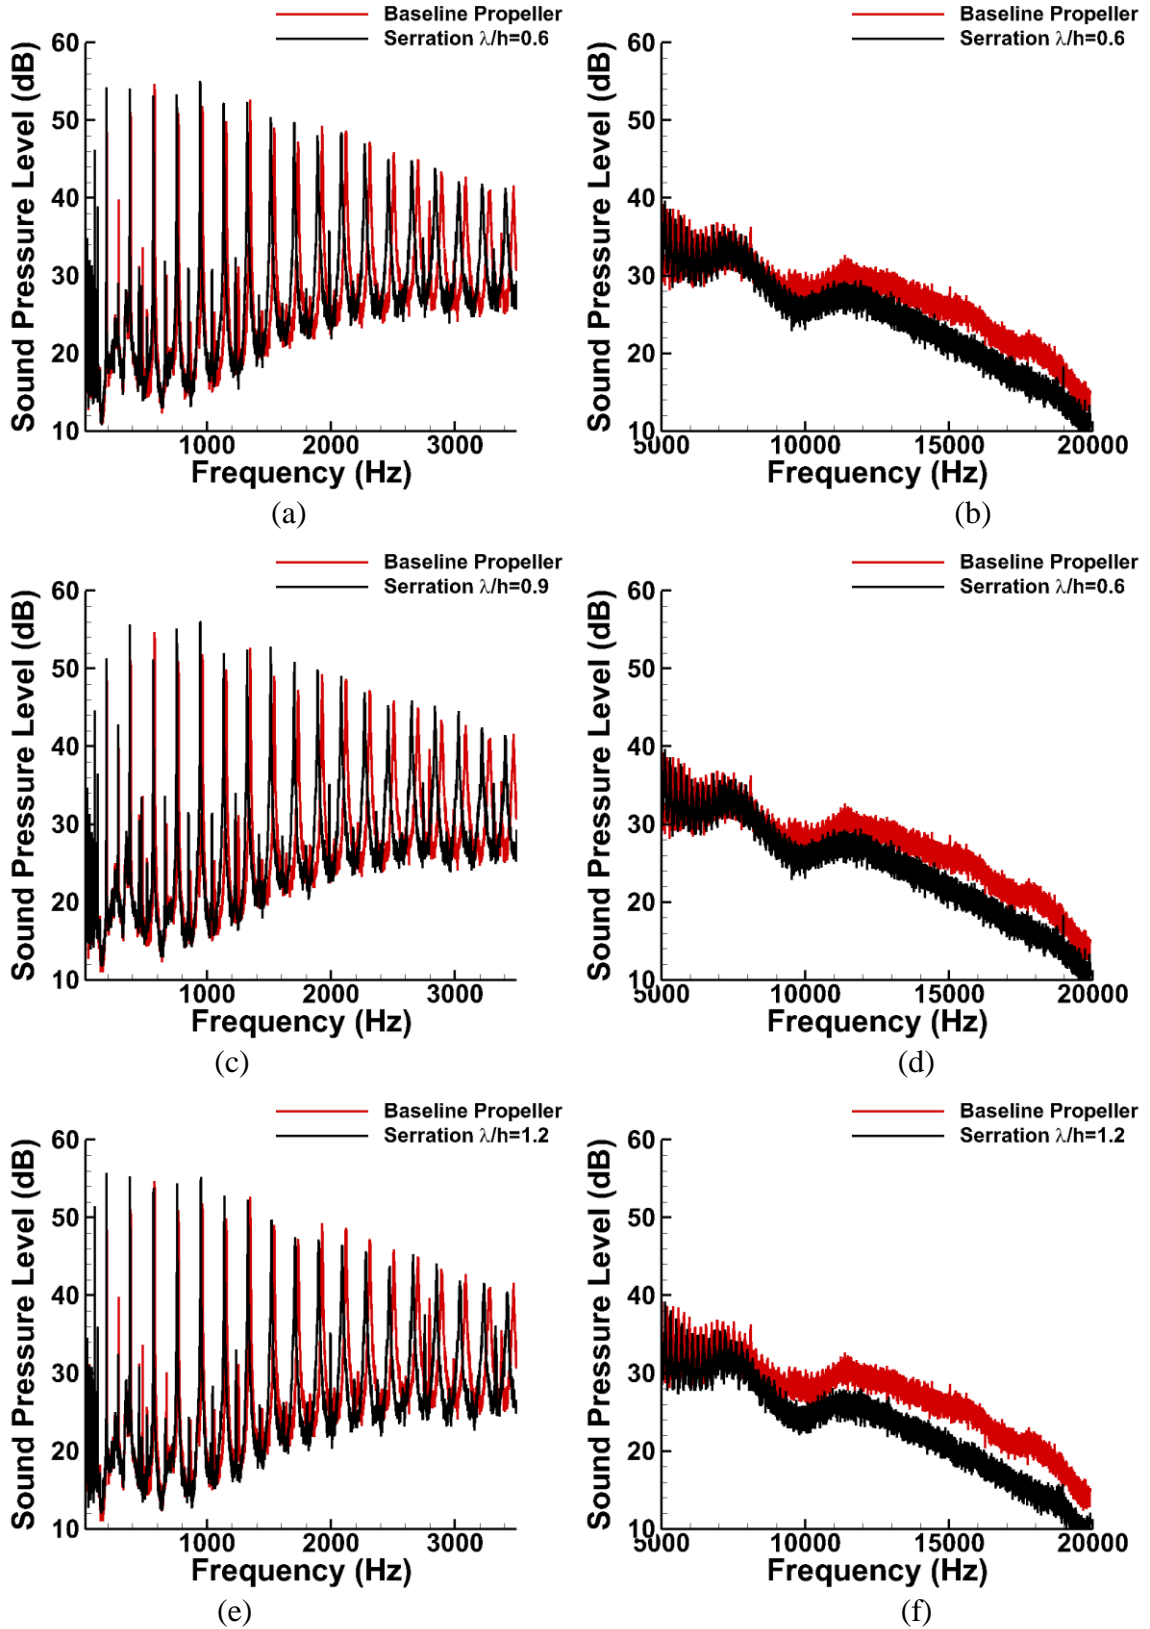 Baseline Propeller
Serration λ/h=0.6
Sound Pressure Level (dB)
60
50
40
30
20
10
1000 2000 3000
Frequency (Hz)
(a)
Baseline Propeller
Serration λ/h=0.6
Sound Pressure Level (dB)
60
50
40
30
20
10
5000 10000 15000 20000
Frequency (Hz)
(b)
Baseline Propeller
Serration λ/h=0.9
Sound Pressure Level (dB)
60
50
40
30
20
10
1000 2000 3000
Frequency (Hz)
(c)
Baseline Propeller
Serration λ/h=0.6
Sound Pressure Level (dB)
60
50
40
30
20
10
5000 10000 15000 20000
Frequency (Hz)
(d)
Baseline Propeller
Serration λ/h=1.2
Sound Pressure Level (dB)
60
50
40
30
20
10
1000 2000 3000
Frequency (Hz)
(e)
Baseline Propeller
Serration λ/h=1.2
Sound Pressure Level (dB)
60
50
40
30
20
10
5000 10000 15000 20000
Frequency (Hz)
(f)